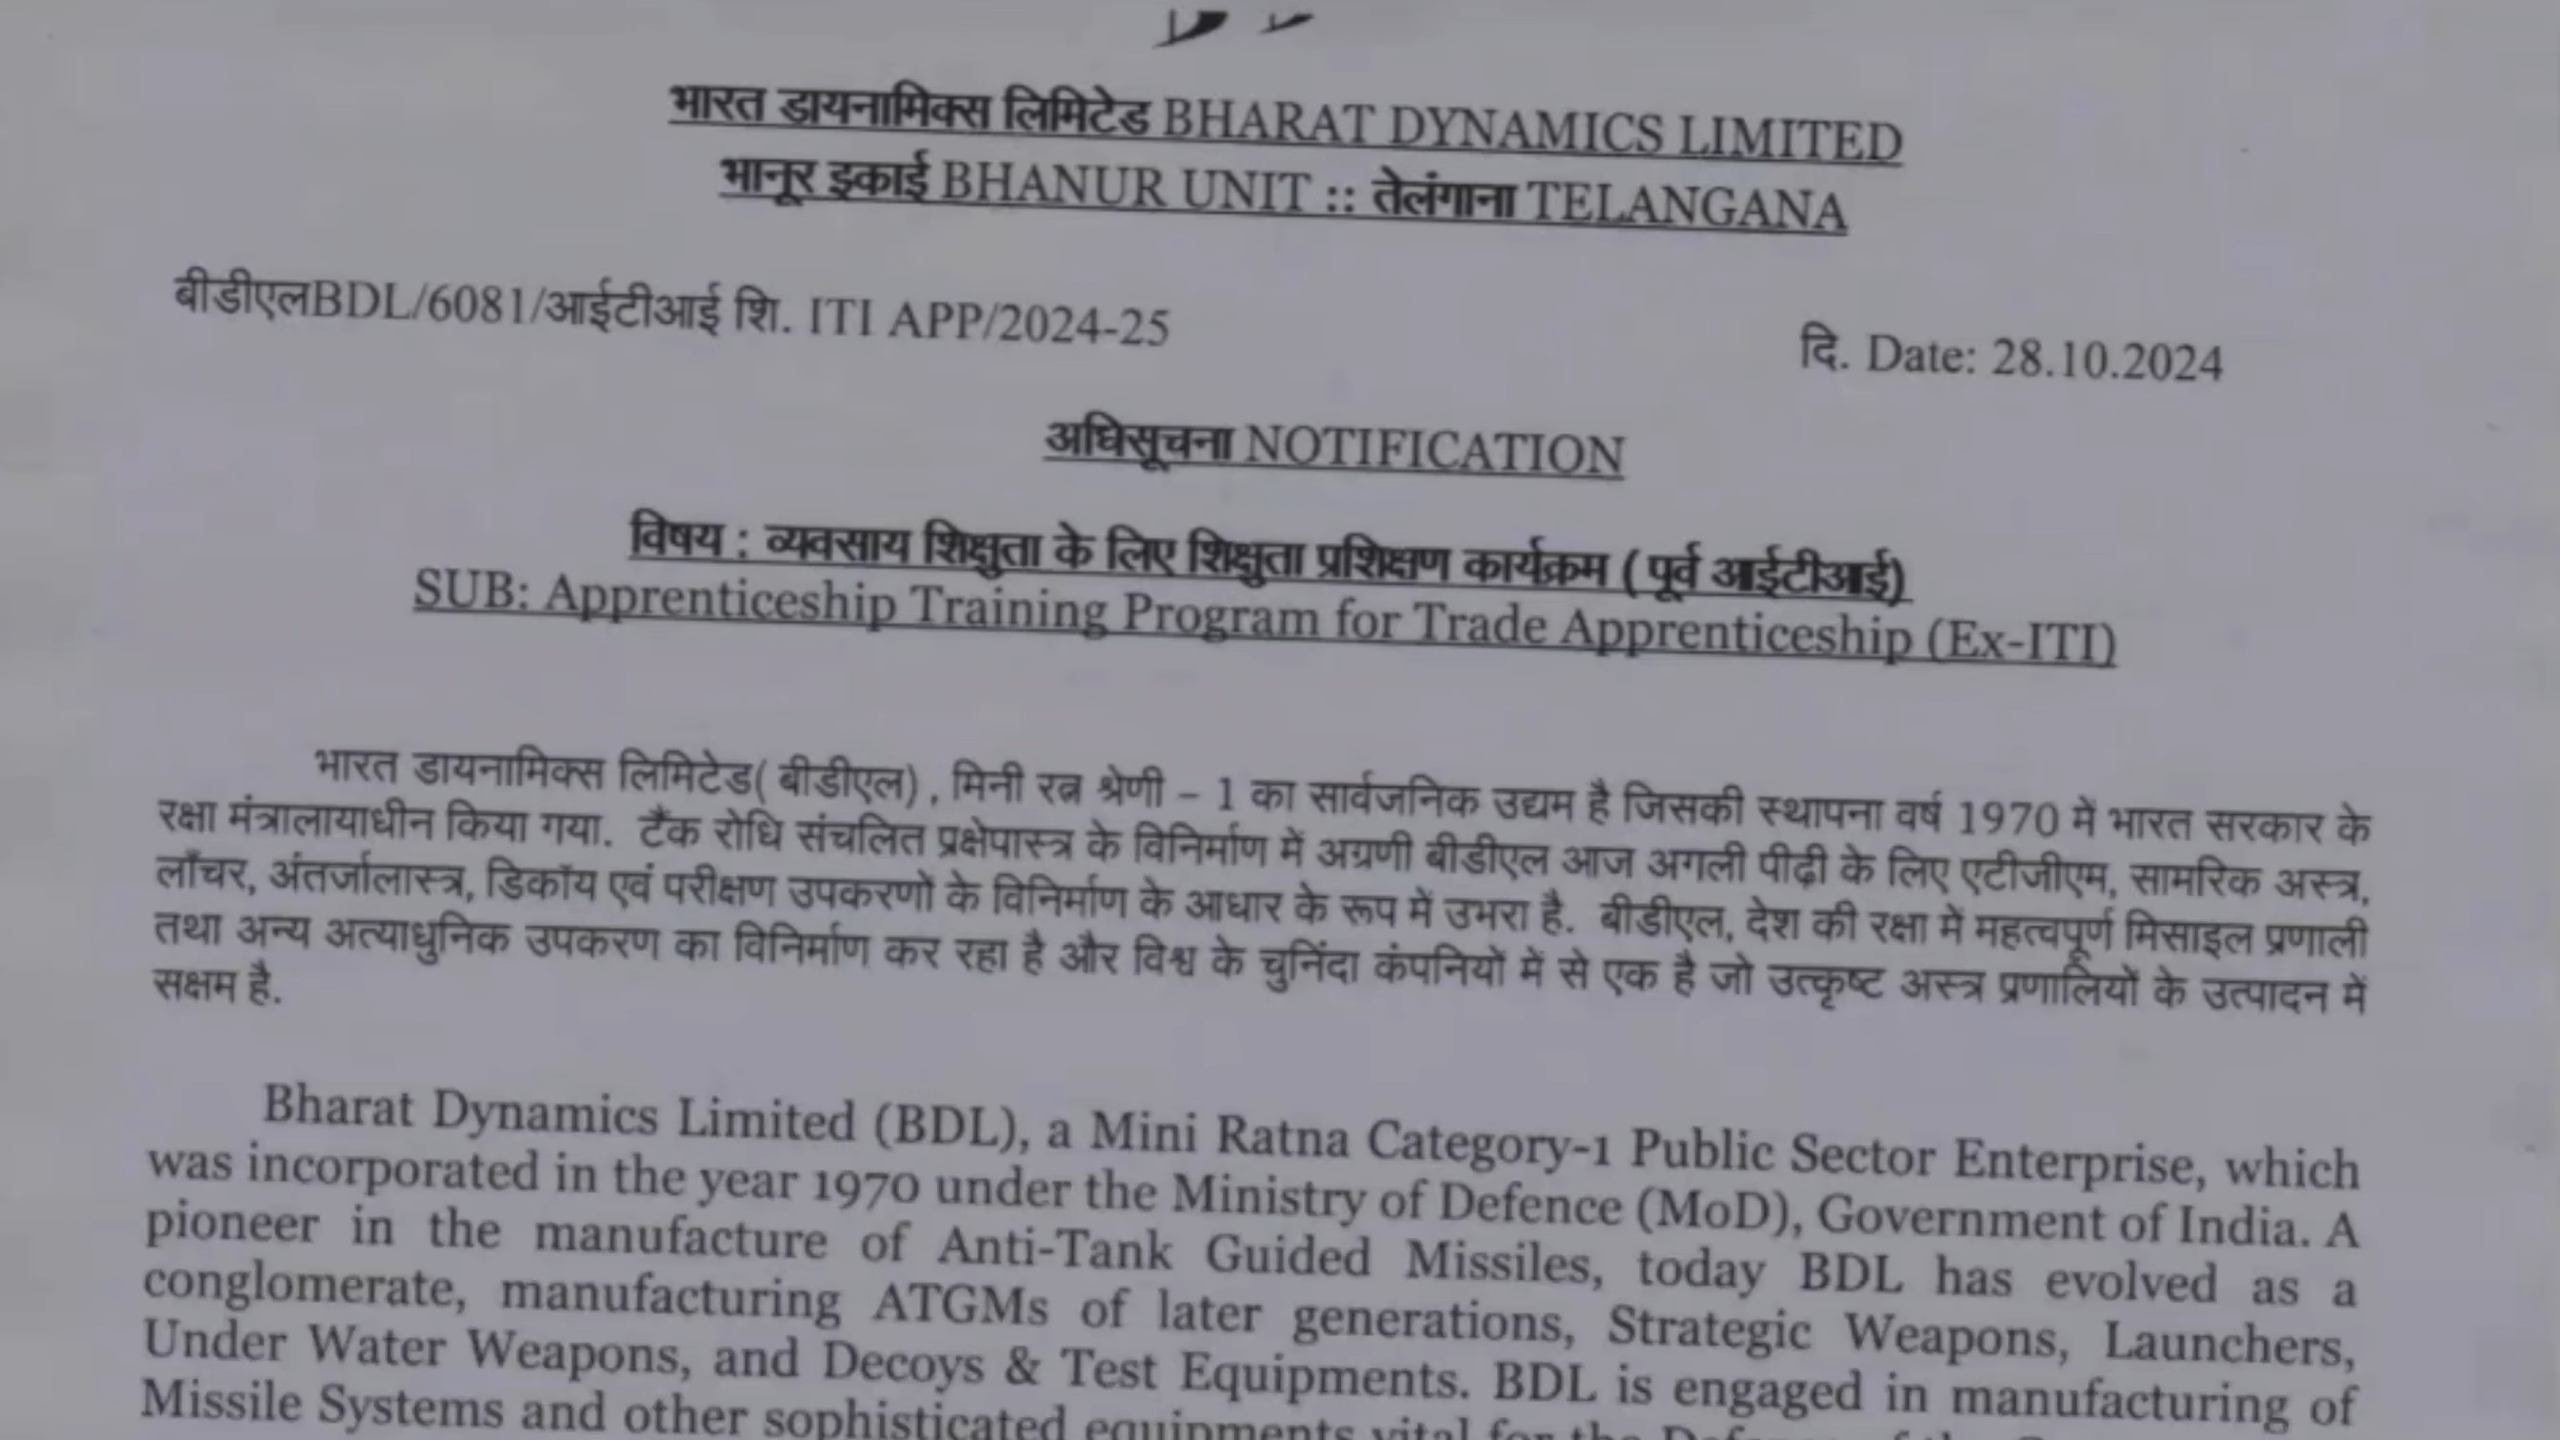 भारत डायनामिक्स लिमिटेड BHARAT DYNAMICS LIMITED
भानूर इकाई BHANUR UNIT :: तेलंगाना TELANGANA
बीडीएलBDL/6081/आईटीआई शि. ITI APP/2024-25
दि. Date: 28.10.2024
अधिसूचना NOTIFICATION
विषय : व्यवसाय शिक्षुता के लिए शिक्षुता प्रशिक्षण कार्यक्रम ( पूर्व आईटीआई)
SUB: Apprenticeship Training Program for Trade Apprenticeship (Ex-ITI)
भारत डायनामिक्स लिमिटेड( बीडीएल) , मिनी रत्न श्रेणी – 1 का सार्वजनिक उद्यम है जिसकी स्थापना वर्ष 1970 में भारत सरकार के
रक्षा मंत्रालायाधीन किया गया. टैंक रोधि संचलित प्रक्षेपास्त्र के विनिर्माण में अग्रणी बीडीएल आज अगली पीढ़ी के लिए एटीजीएम, सामरिक अस्त्र,
लाँचर, अंतर्जालास्त्र, डिकॉय एवं परीक्षण उपकरणों के विनिर्माण के आधार के रूप में उभरा है. बीडीएल, देश की रक्षा में महत्वपूर्ण मिसाइल प्रणाली
तथा अन्य अत्याधुनिक उपकरण का विनिर्माण कर रहा है और विश्व के चुनिंदा कंपनियों में से एक है जो उत्कृष्ट अस्त्र प्रणालियों के उत्पादन में
सक्षम है.
Bharat Dynamics Limited (BDL), a Mini Ratna Category-1 Public Sector Enterprise, which
was incorporated in the year 1970 under the Ministry of Defence (MoD), Government of India. A
pioneer in the manufacture of Anti-Tank Guided Missiles, today BDL has evolved as a
conglomerate, manufacturing ATGMs of later generations, Strategic Weapons, Launchers,
Under Water Weapons, and Decoys & Test Equipments. BDL is engaged in manufacturing of
Missile Systems and other sophisticated equipments vital for the